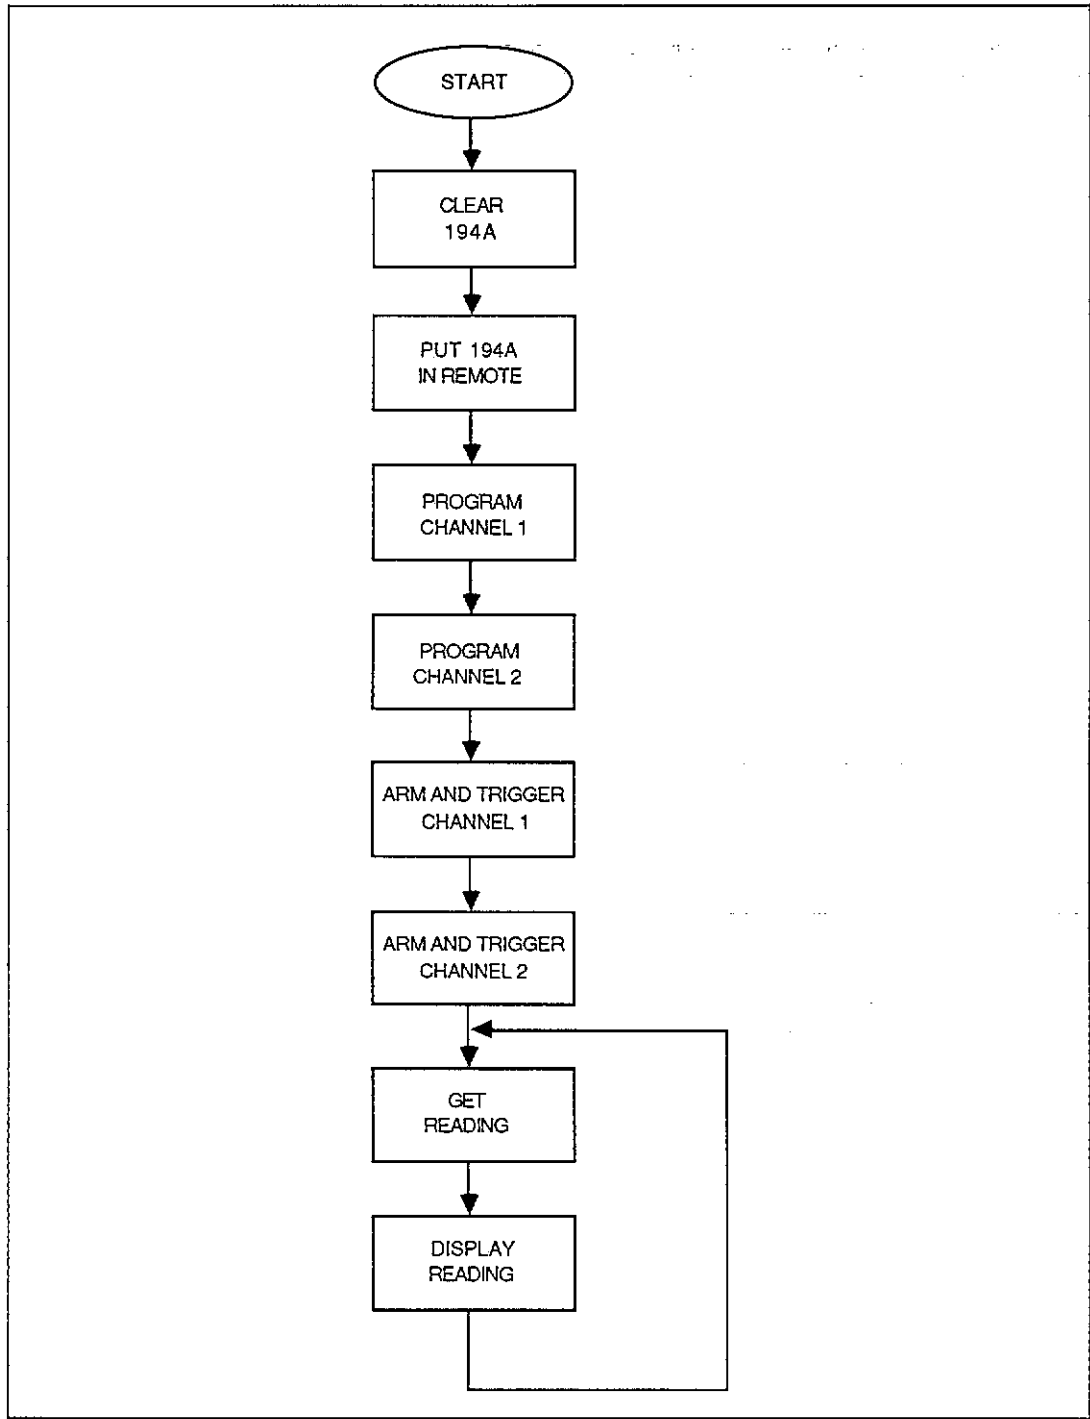 START
CLEAR
194A
PUT 194A
IN REMOTE
PROGRAM
CHANNEL 1
PROGRAM
CHANNEL 2
ARM AND TRIGGER
CHANNEL 1
ARM AND TRIGGER
CHANNEL 2
GET
READING
DISPLAY
READING